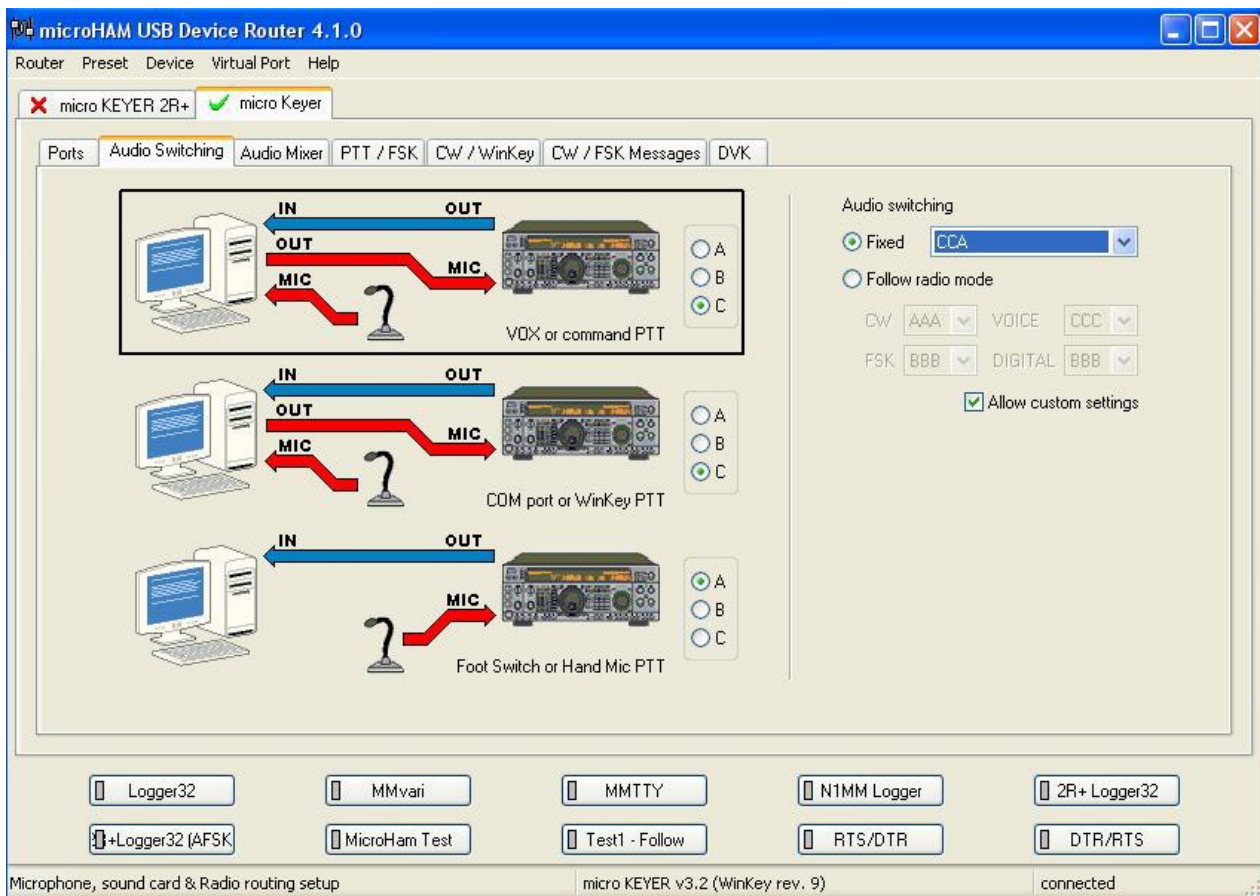 microHAM USB Device Router 4.1.0
Router Preset Device Virtual Port Help
micro KEYER 2R+ micro Keyer
Ports Audio Switching Audio Mixer PTT / FSK CW / WinKey CW / FSK Messages DVK
IN OUT
OUT
MIC
MIC
A
B
C
VOX or command PTT
IN OUT
OUT
MIC
MIC
A
B
C
COM port or WinKey PTT
IN OUT
MIC
A
B
C
Foot Switch or Hand Mic PTT
Audio switching
Fixed CCA
Follow radio mode
CW AAA VOICE CCC
FSK BBB DIGITAL BBB
Allow custom settings
Logger32 MMvari MMTTY N1MM Logger 2R+ Logger32
+Logger32 (AFSK MicroHam Test Test1 - Follow RTS/DTR DTR/RTS
Microphone, sound card & Radio routing setup micro KEYER v3.2 (WinKey rev. 9) connected